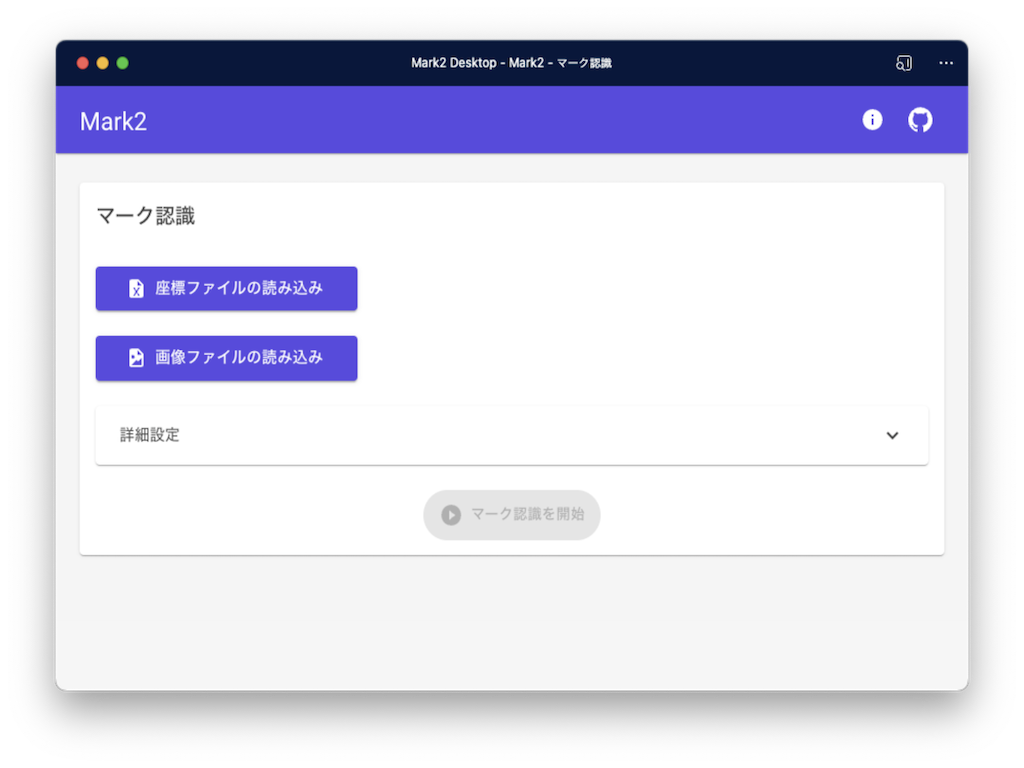 Mark2 Desktop - Mark2 - マーク認識
Mark2
マーク認識
座標ファイルの読み込み
画像ファイルの読み込み
詳細設定
マーク認識を開始